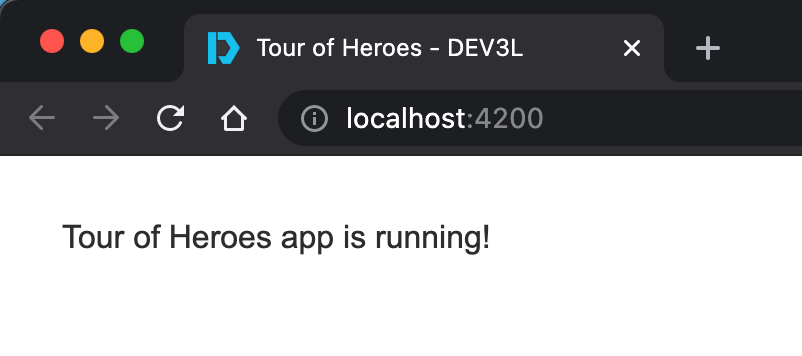 Tour of Heroes - DEV3L
localhost:4200
Tour of Heroes app is running!